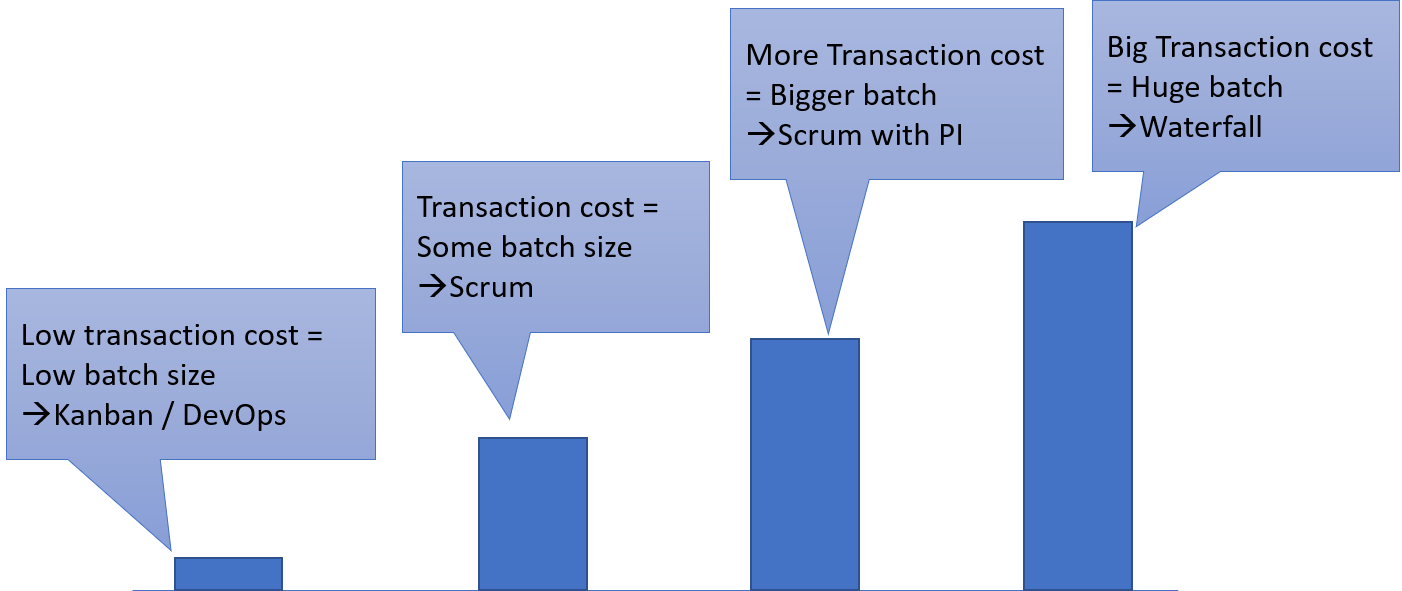 Low transaction cost =
Low batch size
→Kanban / DevOps
Transaction cost =
Some batch size
→Scrum
More Transaction cost
= Bigger batch
→Scrum with PI
Big Transaction cost
= Huge batch
→Waterfall